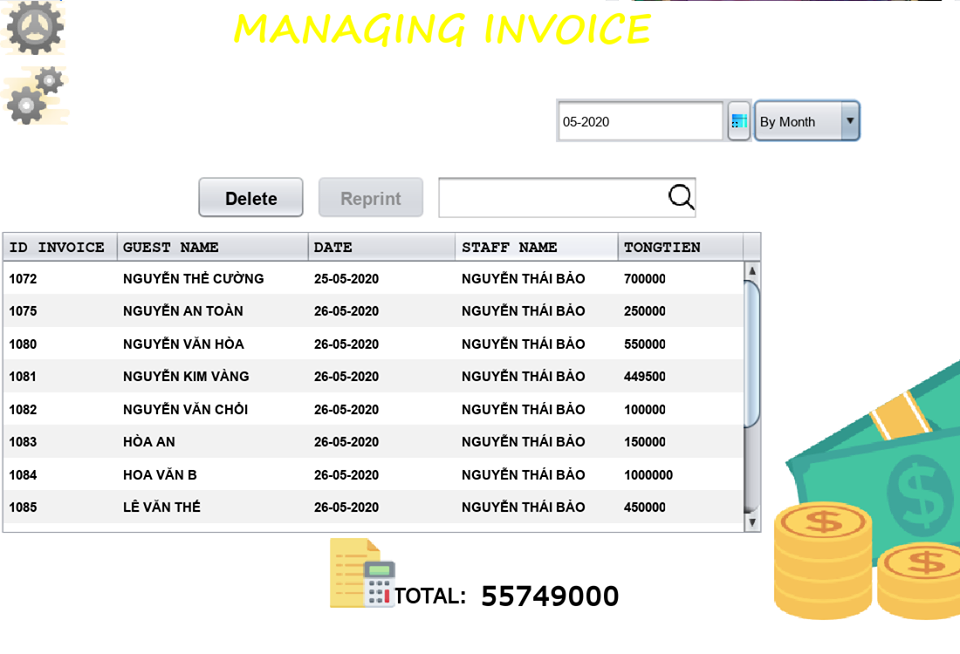 MANAGING INVOICE
05-2020 By Month
Delete Reprint
ID INVOICE GUEST NAME DATE STAFF NAME TONGTIEN
1072 NGUYỄN THẾ CƯỜNG 25-05-2020 NGUYỄN THÁI BẢO 700000
1075 NGUYỄN AN TOÀN 26-05-2020 NGUYỄN THÁI BẢO 250000
1080 NGUYỄN VĂN HÒA 26-05-2020 NGUYỄN THÁI BẢO 550000
1081 NGUYỄN KIM VÀNG 26-05-2020 NGUYỄN THÁI BẢO 449500
1082 NGUYỄN VĂN CHÒI 26-05-2020 NGUYỄN THÁI BẢO 100000
1083 HÒA AN 26-05-2020 NGUYỄN THÁI BẢO 150000
1084 HOA VĂN B 26-05-2020 NGUYỄN THÁI BẢO 1000000
1085 LÊ VĂN THẾ 26-05-2020 NGUYỄN THÁI BẢO 450000
TOTAL: 55749000